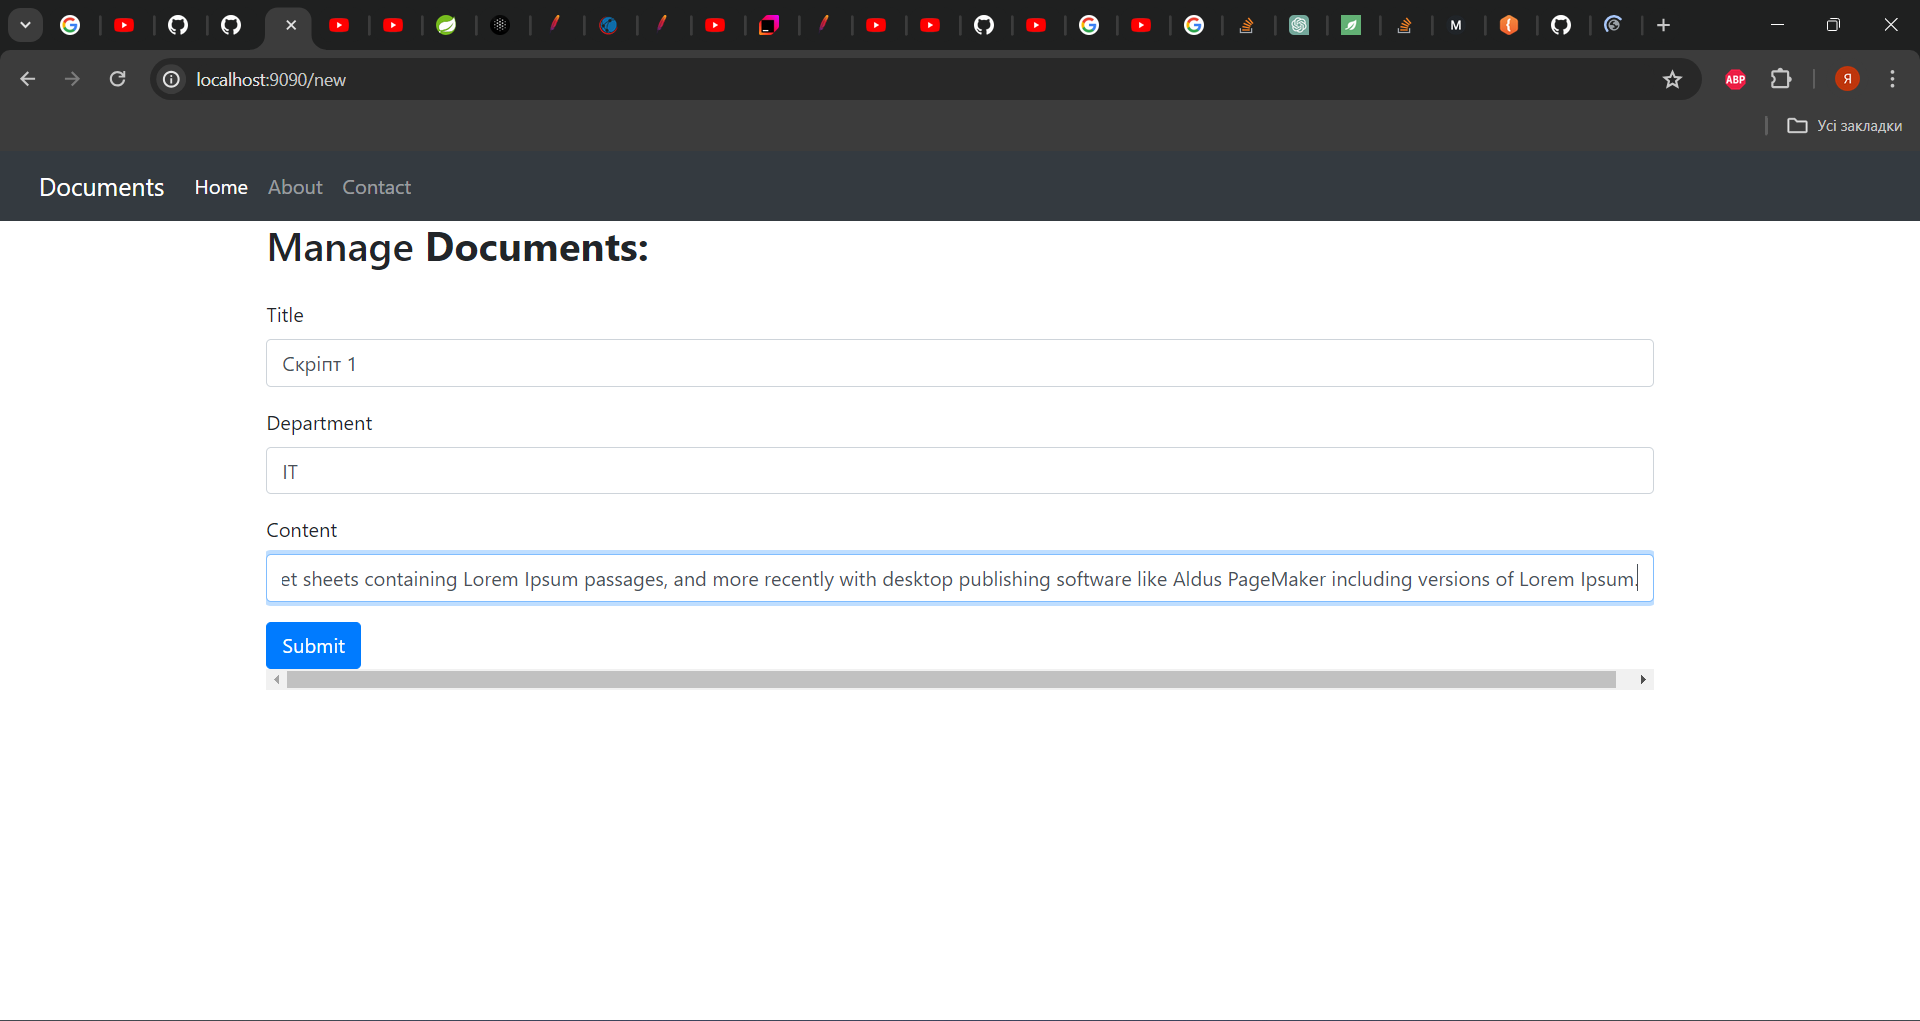 localhost:9090/new
ABP
Я
Усі закладки
Documents Home About Contact
Manage Documents:
Title
Скріпт 1
Department
IT
Content
et sheets containing Lorem Ipsum passages, and more recently with desktop publishing software like Aldus PageMaker including versions of Lorem Ipsum.
Submit